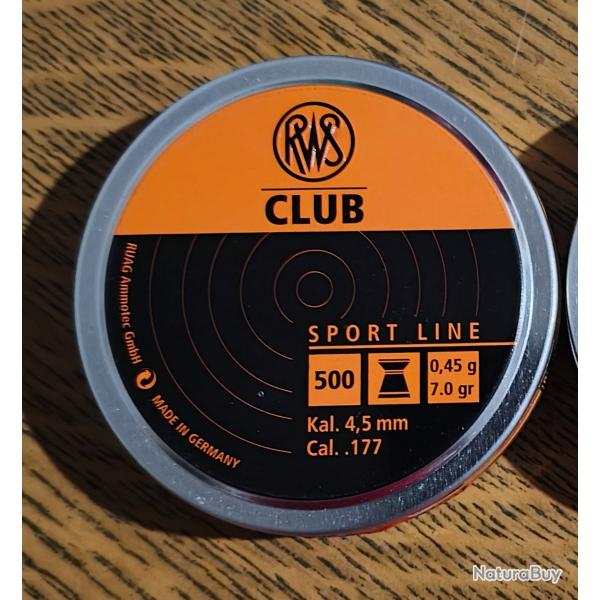 RWS
CLUB
SPORT LINE
500
0,45 g
7.0 gr
Kal. 4,5 mm
Cal. .177
RUAG Ammotec GmbH
MADE IN GERMANY
NaturaBuy